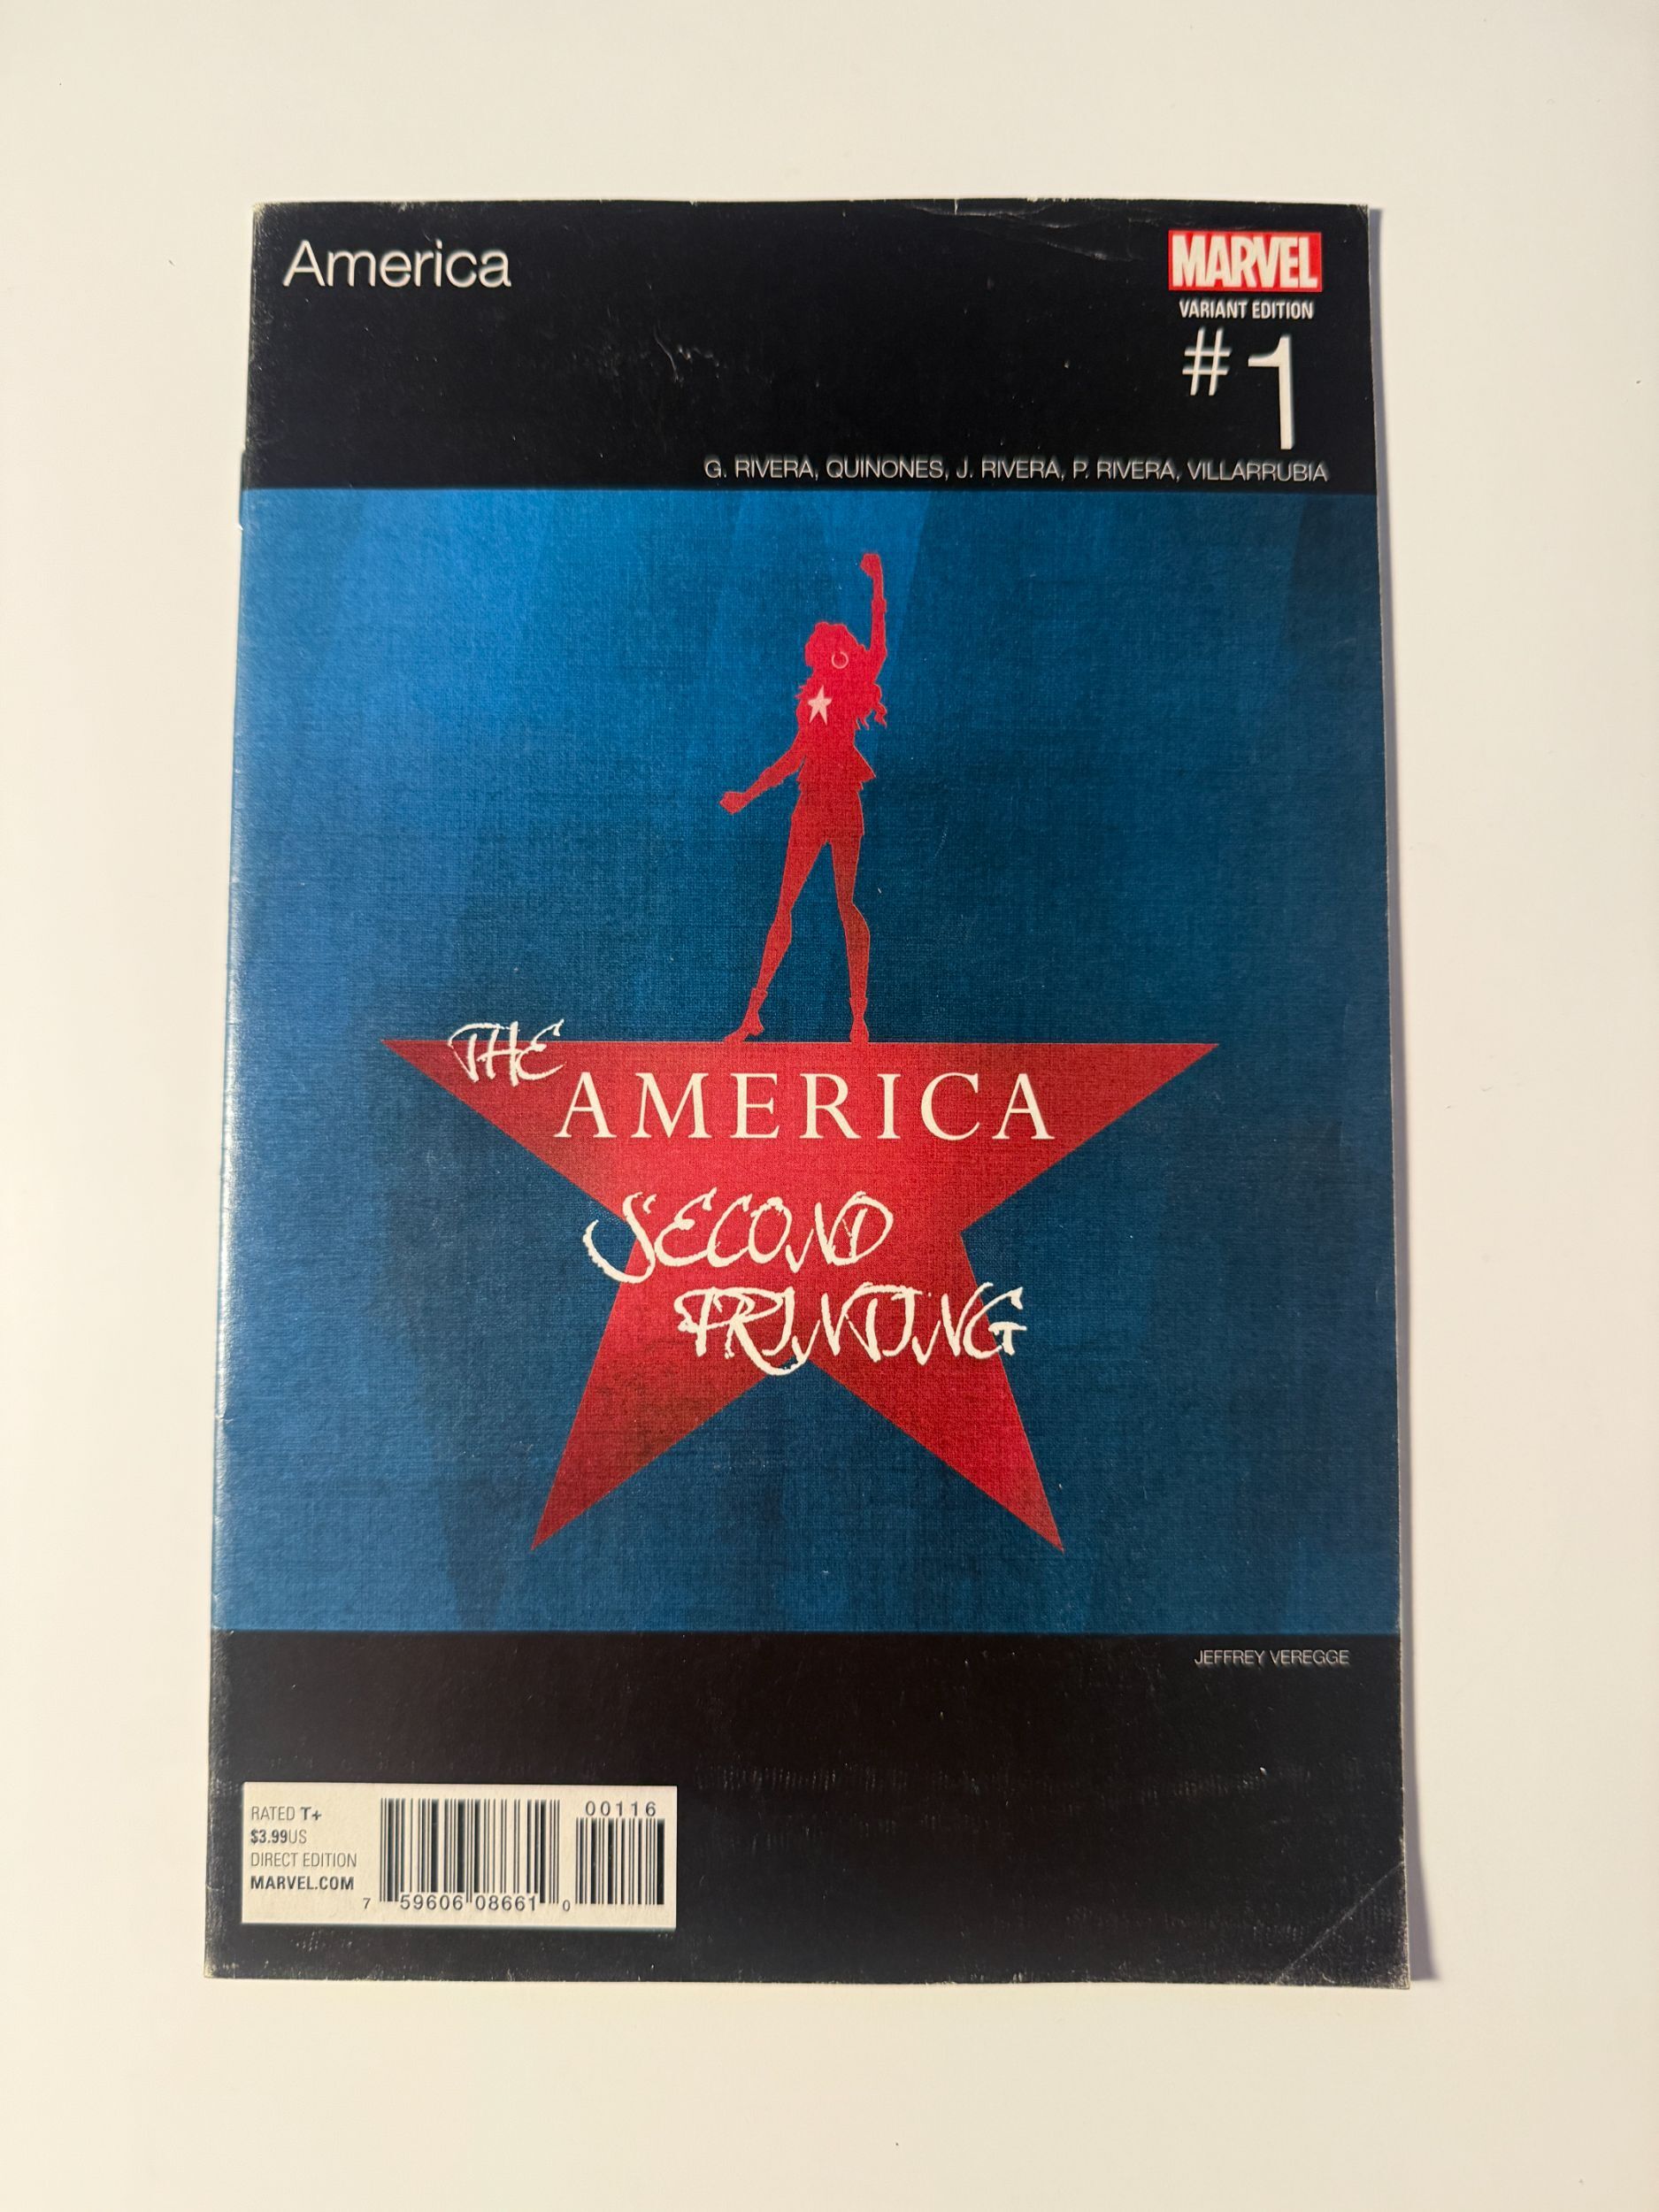 America
MARVEL
VARIANT EDITION
#1
G. RIVERA, QUINONES, J. RIVERA, P. RIVERA, VILLARRUBIA
THE
AMERICA
SECOND
PRINTING
JEFFREY VEREGGE
RATED T+
$3.99US
DIRECT EDITION
MARVEL.COM
00116
7 59606 08661 0